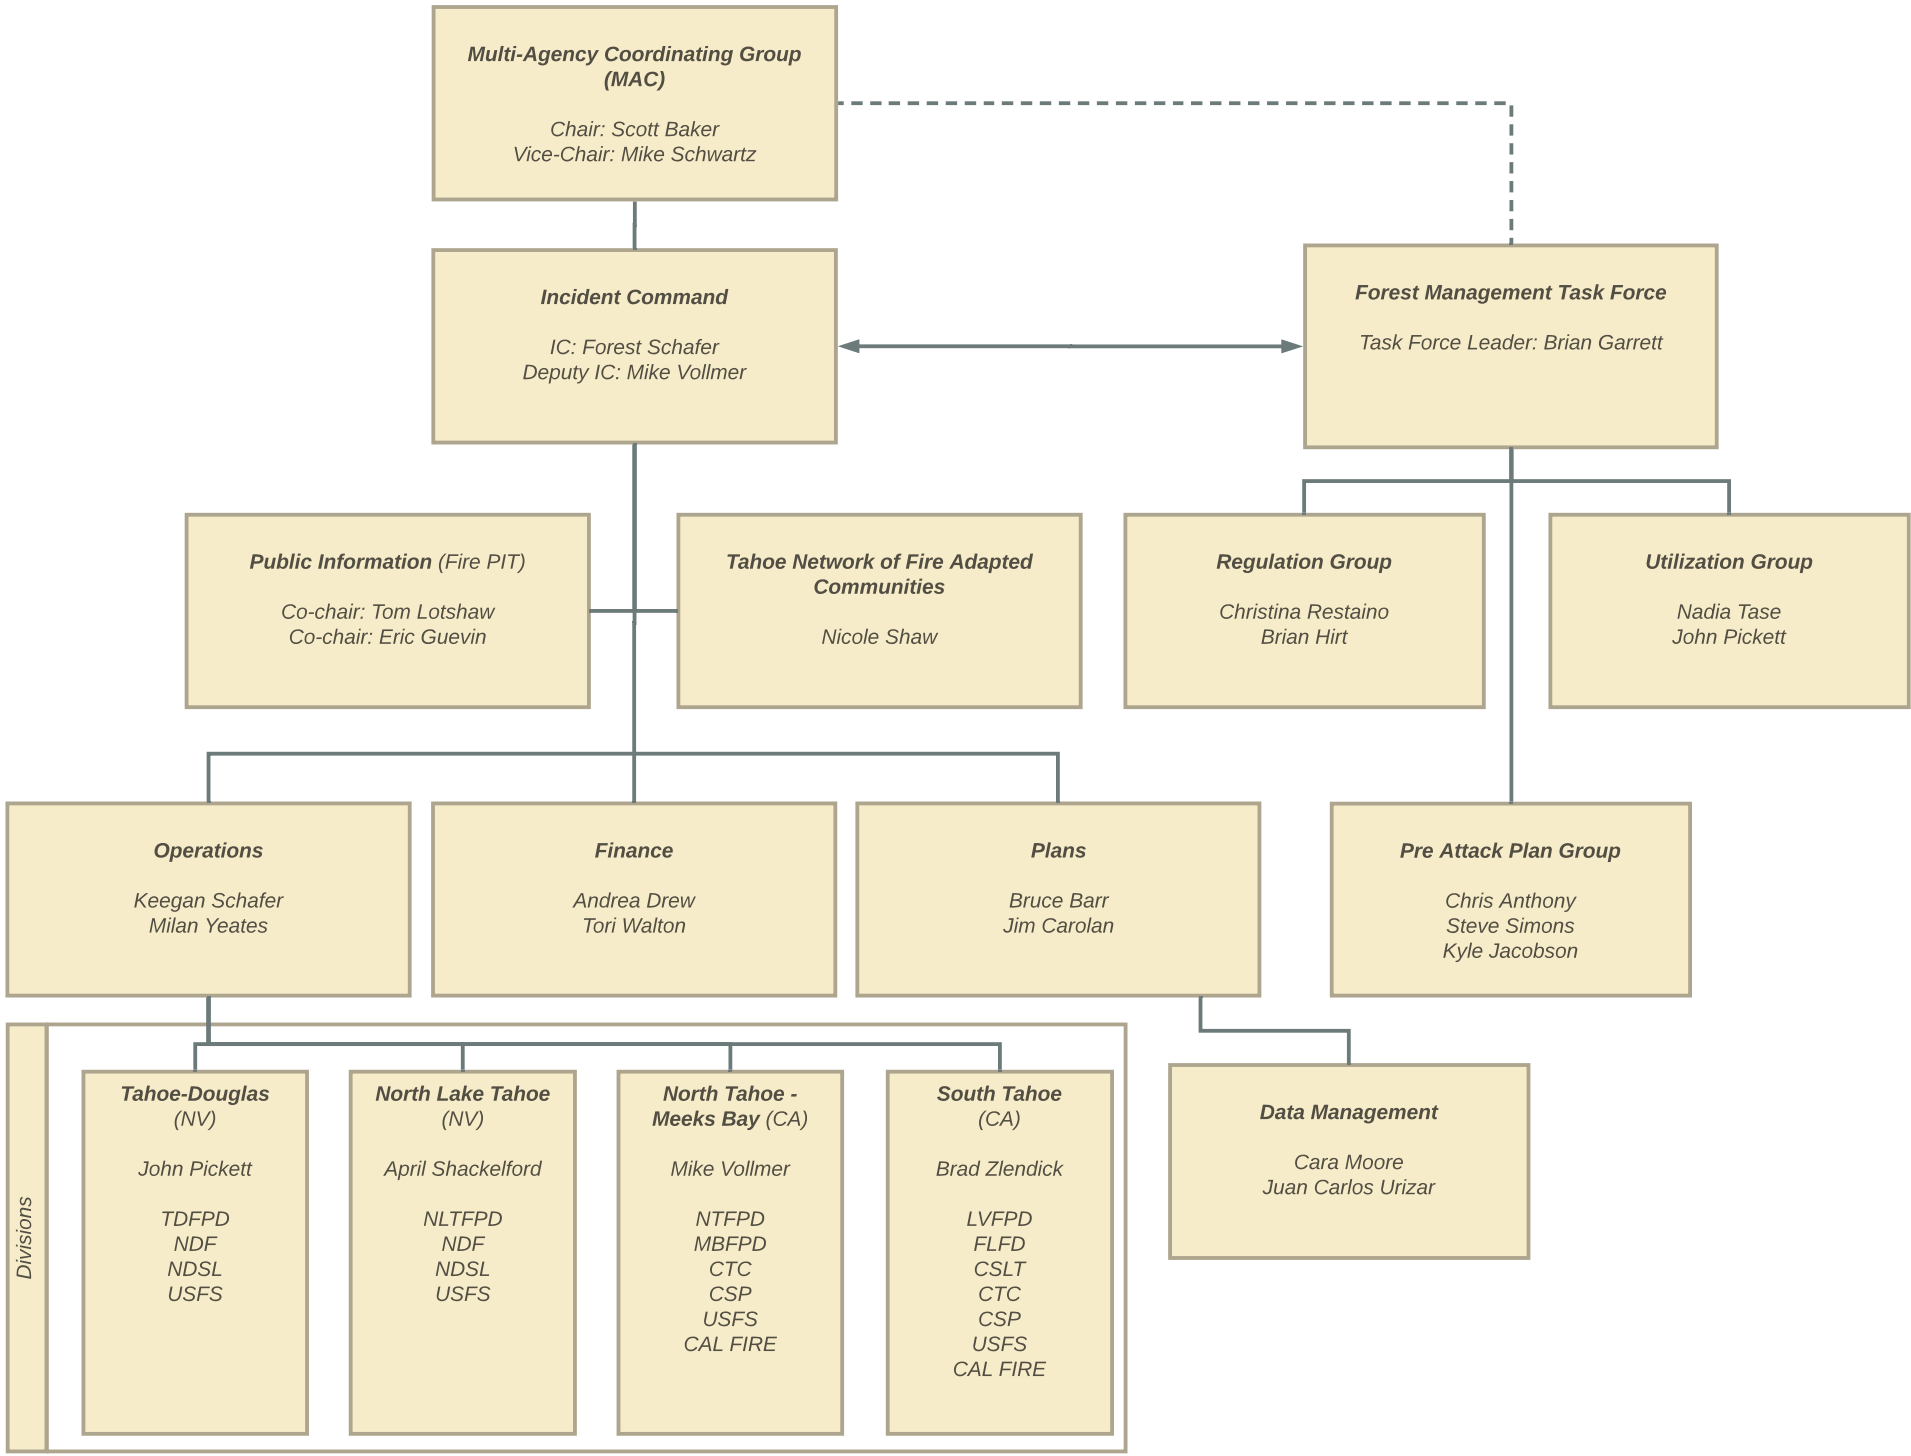 Multi-Agency Coordinating Group
(MAC)
Chair: Scott Baker
Vice-Chair: Mike Schwartz
Incident Command
IC: Forest Schafer
Deputy IC: Mike Vollmer
Forest Management Task Force
Task Force Leader: Brian Garrett
Public Information (Fire PIT)
Co-chair: Tom Lotshaw
Co-chair: Eric Guevin
Tahoe Network of Fire Adapted
Communities
Nicole Shaw
Regulation Group
Christina Restaino
Brian Hirt
Utilization Group
Nadia Tase
John Pickett
Operations
Keegan Schafer
Milan Yeates
Finance
Andrea Drew
Tori Walton
Plans
Bruce Barr
Jim Carolan
Pre Attack Plan Group
Chris Anthony
Steve Simons
Kyle Jacobson
Divisions
Tahoe-Douglas
(NV)
John Pickett
TDFPD
NDF
NDSL
USFS
North Lake Tahoe
(NV)
April Shackelford
NLTFPD
NDF
NDSL
USFS
North Tahoe -
Meeks Bay (CA)
Mike Vollmer
NTFPD
MBFPD
CTC
CSP
USFS
CAL FIRE
South Tahoe
(CA)
Brad Zlendick
LVFPD
FLFD
CSLT
CTC
CSP
USFS
CAL FIRE
Data Management
Cara Moore
Juan Carlos Urizar